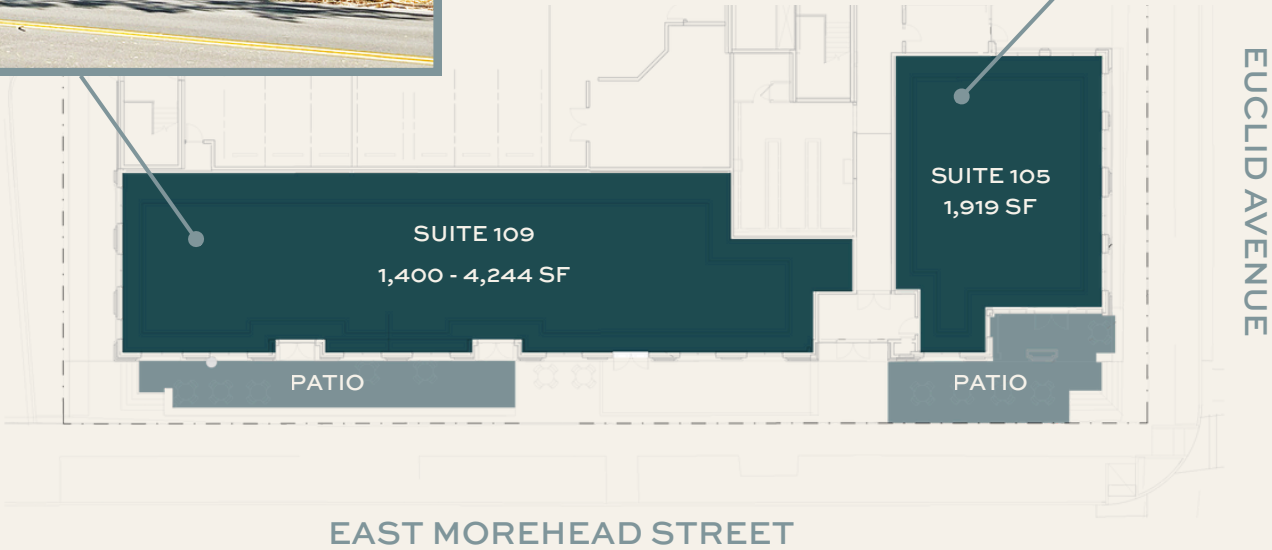 EUCLID AVENUE
SUITE 105
1,919 SF
SUITE 109
1,400 - 4,244 SF
PATIO
PATIO
EAST MOREHEAD STREET